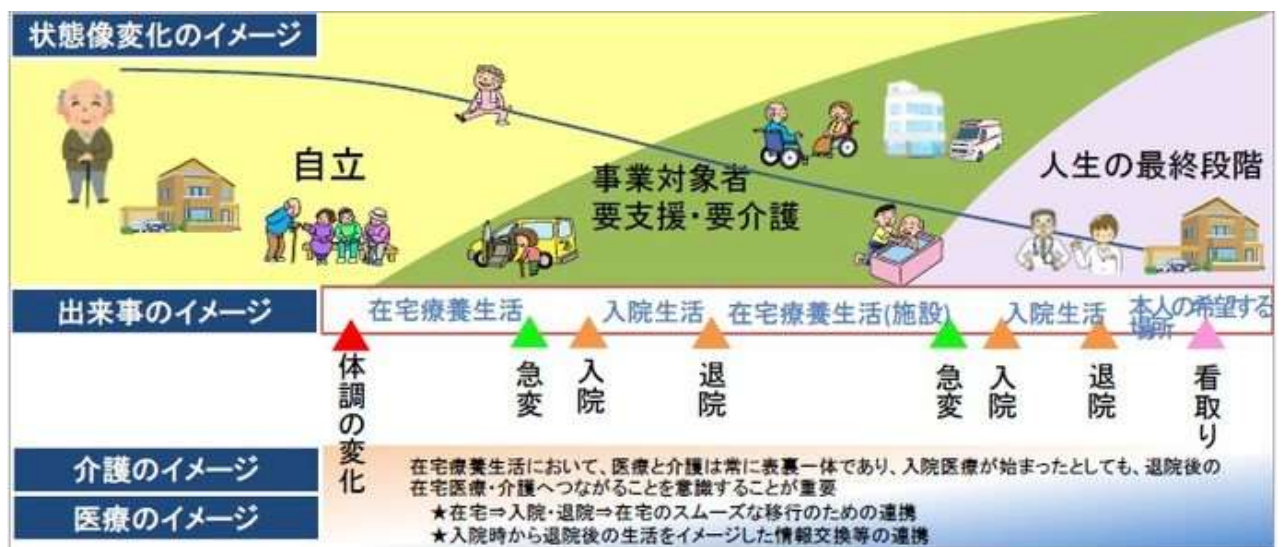 状態像変化のイメージ
自立
事業対象者
要支援・要介護
人生の最終段階
出来事のイメージ
在宅療養生活
入院生活
在宅療養生活(施設)
入院生活
本人の希望する
場所
体調の変化
急変
入院
退院
急変
入院
退院
看取り
介護のイメージ
医療のイメージ
在宅療養生活において、医療と介護は常に表裏一体であり、入院医療が始まったとしても、退院後の
在宅医療・介護へつながることを意識することが重要
★在宅⇒入院・退院⇒在宅のスムーズな移行のための連携
★入院時から退院後の生活をイメージした情報交換等の連携